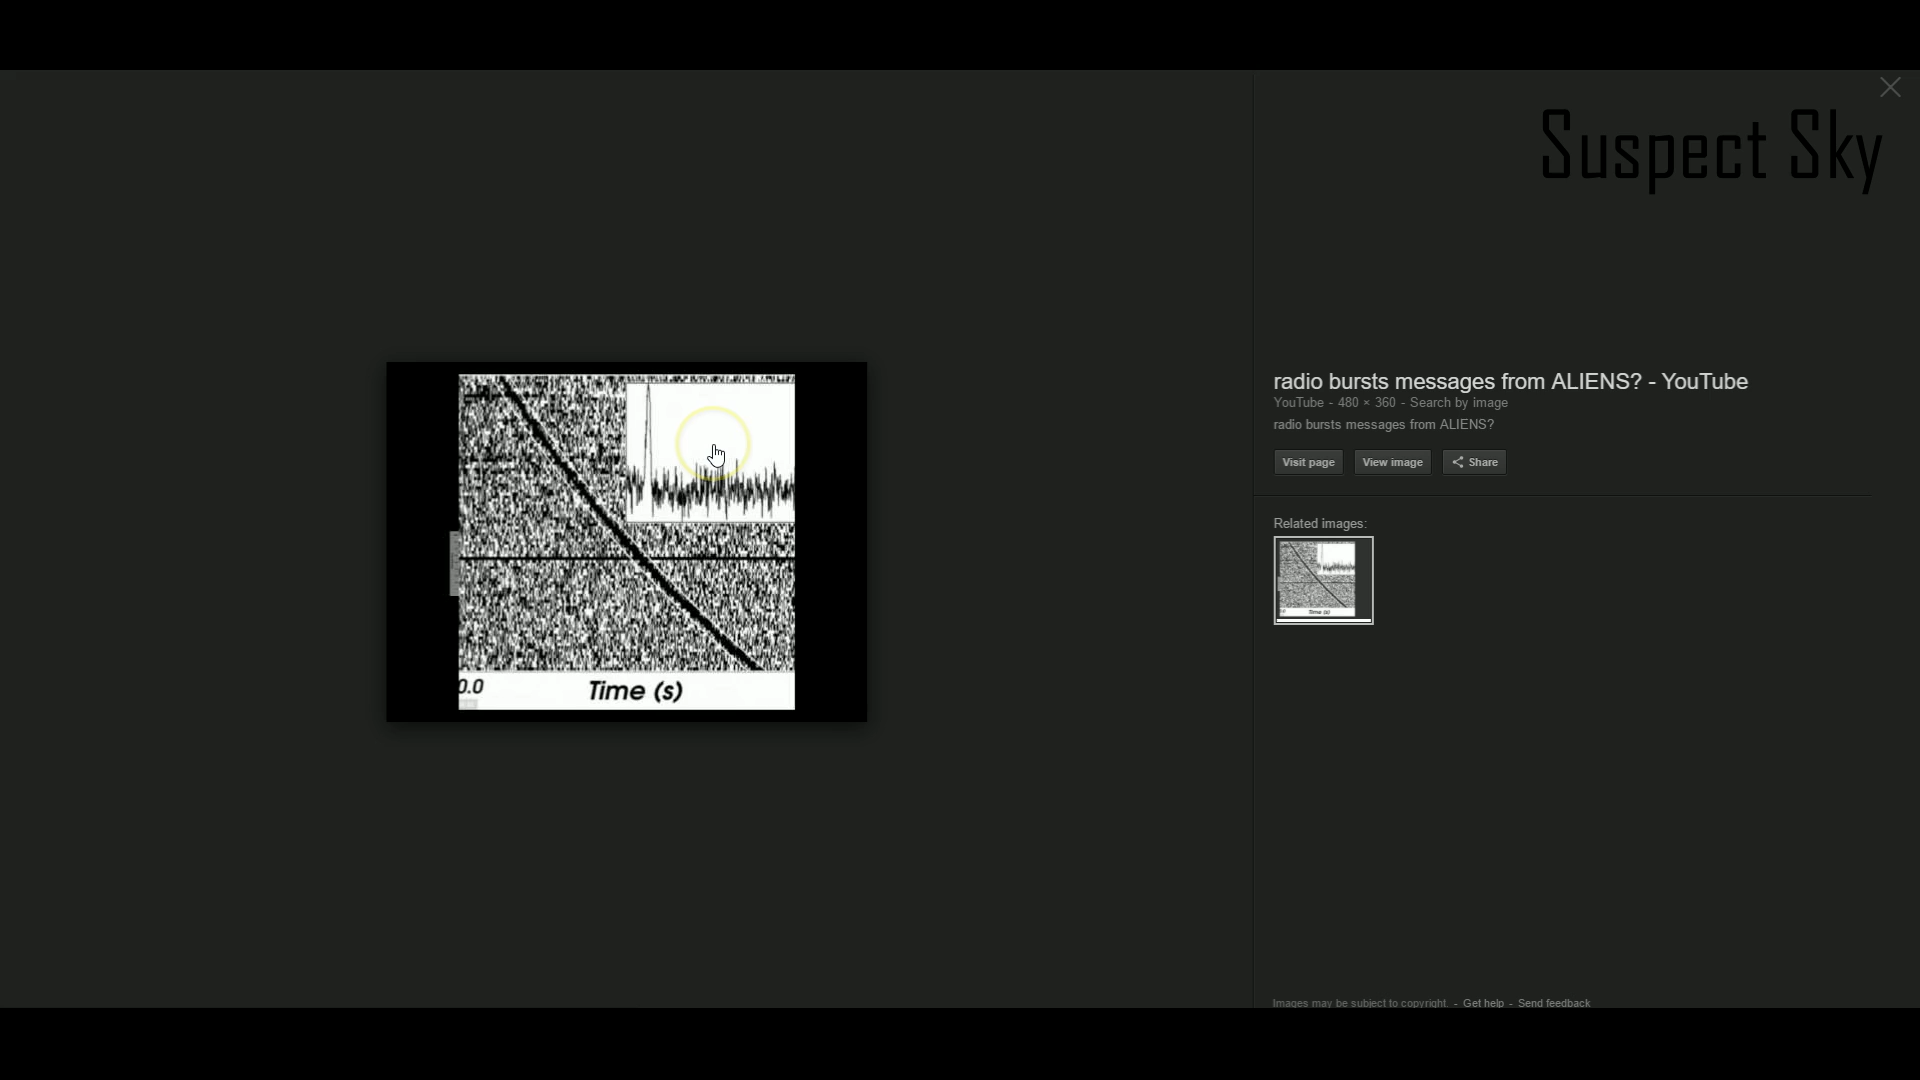 Suspect Sky
radio bursts messages from ALIENS? - YouTube
YouTube - 480 × 360 - Search by image
radio bursts messages from ALIENS?
Visit page
View image
Share
Related images:
0.0
Time (s)
Time (s)
Images may be subject to copyright. - Get help - Send feedback